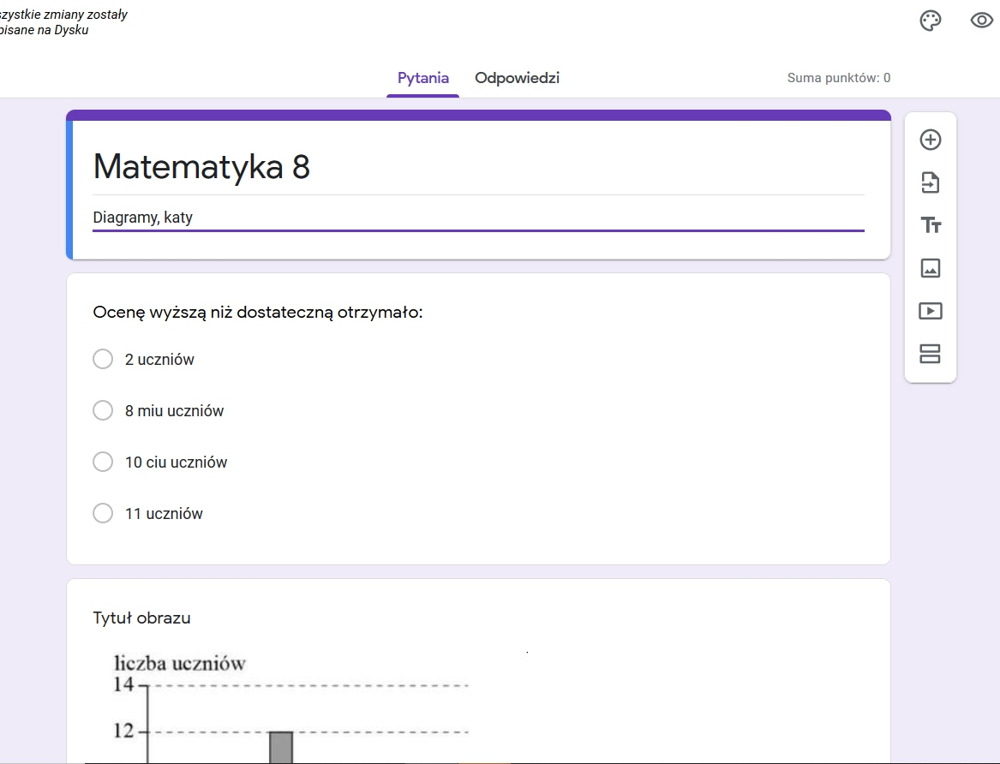 szystkie zmiany zostały
pisane na Dysku
Pytania Odpowiedzi Suma punktów: 0
Matematyka 8
Diagramy, katy
Ocenę wyższą niż dostateczną otrzymało:
2 uczniów
8 miu uczniów
10 ciu uczniów
11 uczniów
Tytuł obrazu
liczba uczniów
14
12